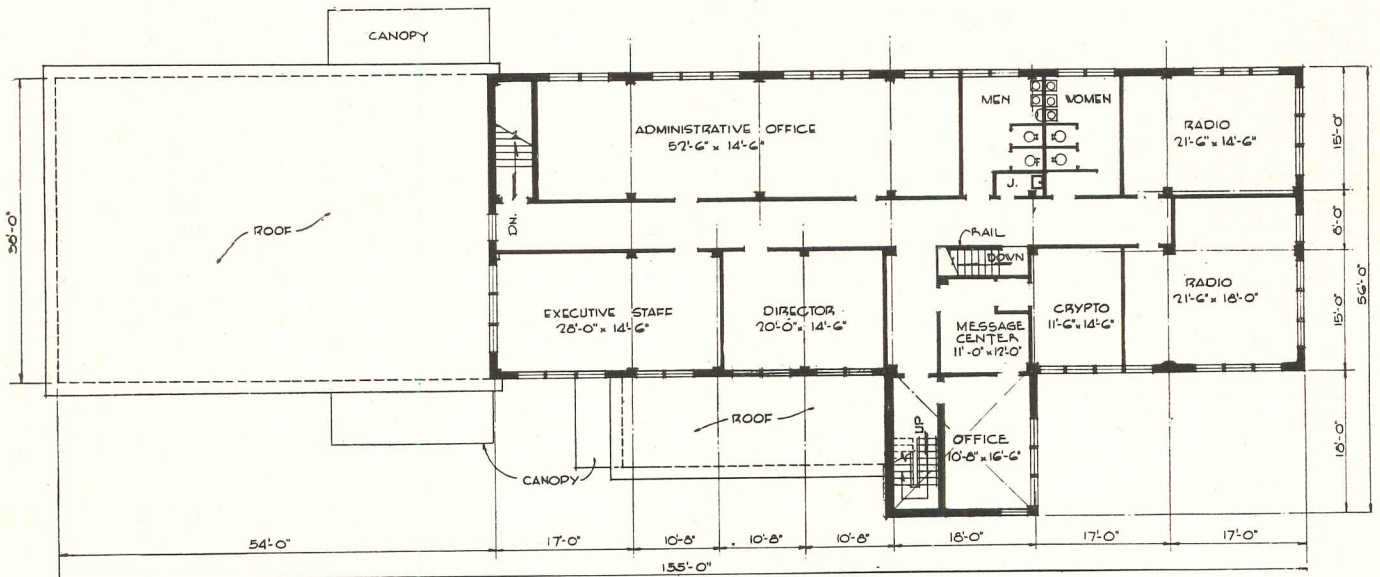 CANOPY
MEN
WOMEN
ADMINISTRATIVE OFFICE
52'-6" x 14'-6"
RADIO
21'-6" x 14'-6"
15'-0"
J.
38'-0"
ROOF
DN.
8'-0"
RAIL
DOWN
56'-0"
EXECUTIVE STAFF
28'-0" x 14'-6"
DIRECTOR
20'-0" x 14'-6"
MESSAGE
CENTER
11'-0" x 12'-0"
CRYPTO
11'-6" x 14'-6"
RADIO
21'-6" x 18'-0"
15'-0"
ROOF
UP
OFFICE
10'-8" x 16'-6"
18'-0"
CANOPY
54'-0"
17'-0"
10'-8"
10'-8"
10'-8"
18'-0"
17'-0"
17'-0"
155'-0"